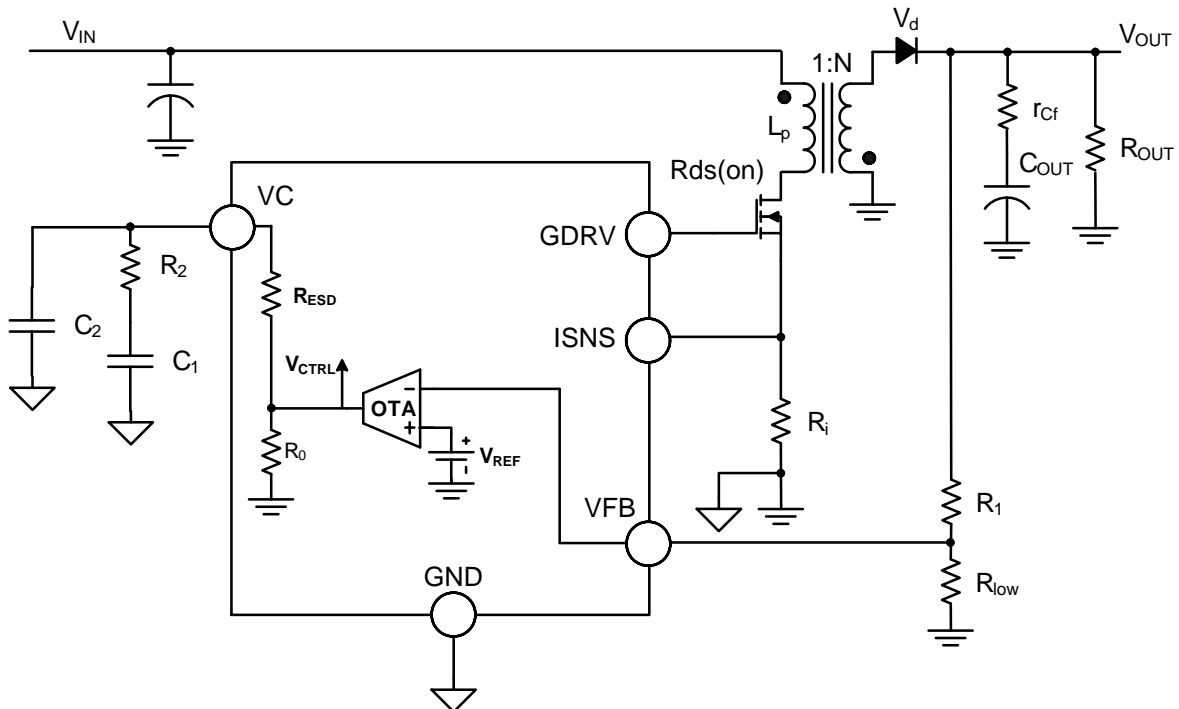 VIN
Vd
VOUT
1:N
Lp
rCf
COUT
ROUT
Rds(on)
VC
GDRV
R2
RESD
C2
C1
ISNS
VCTRL
OTA
−
+
R0
+
-
VREF
Ri
VFB
R1
GND
Rlow